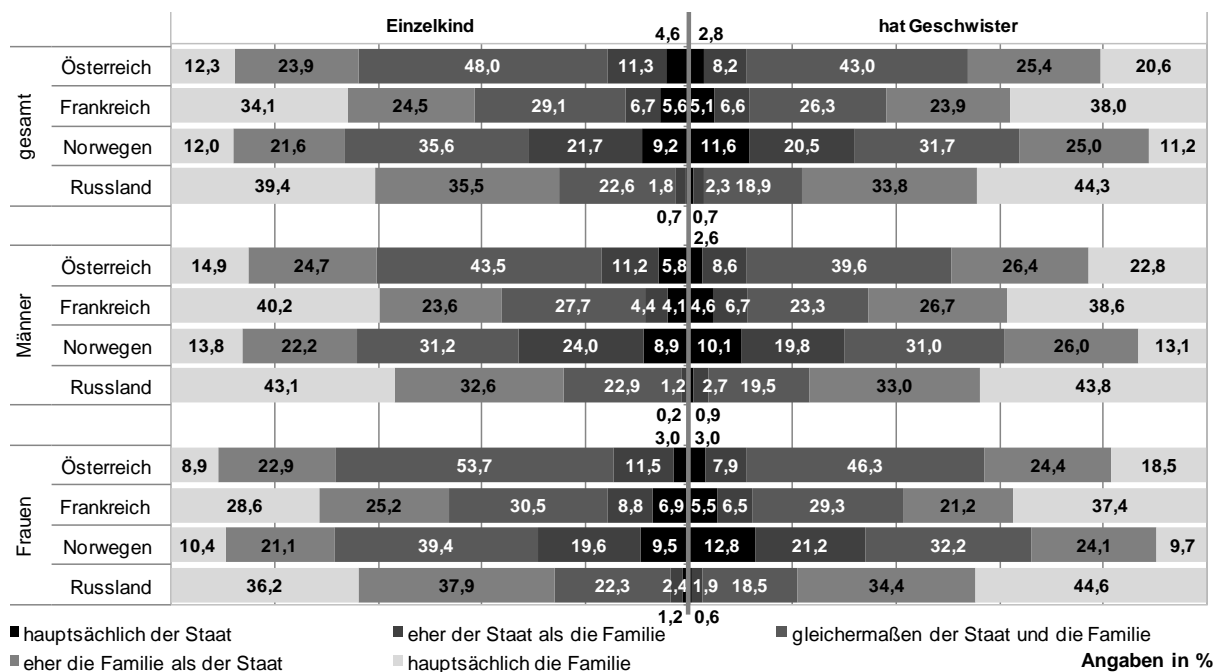 Einzelkind hat Geschwister
4,6 2,8
gesamt
Österreich 12,3 23,9 48,0 11,3 8,2 43,0 25,4 20,6
Frankreich 34,1 24,5 29,1 6,7 5,6 5,1 6,6 26,3 23,9 38,0
Norwegen 12,0 21,6 35,6 21,7 9,2 11,6 20,5 31,7 25,0 11,2
Russland 39,4 35,5 22,6 1,8 2,3 18,9 33,8 44,3
0,7 0,7
2,6
Männer
Österreich 14,9 24,7 43,5 11,2 5,8 8,6 39,6 26,4 22,8
Frankreich 40,2 23,6 27,7 4,4 4,1 4,6 6,7 23,3 26,7 38,6
Norwegen 13,8 22,2 31,2 24,0 8,9 10,1 19,8 31,0 26,0 13,1
Russland 43,1 32,6 22,9 1,2 2,7 19,5 33,0 43,8
0,2 0,9
3,0 3,0
Frauen
Österreich 8,9 22,9 53,7 11,5 7,9 46,3 24,4 18,5
Frankreich 28,6 25,2 30,5 8,8 6,9 5,5 6,5 29,3 21,2 37,4
Norwegen 10,4 21,1 39,4 19,6 9,5 12,8 21,2 32,2 24,1 9,7
Russland 36,2 37,9 22,3 2,4 1,9 18,5 34,4 44,6
1,2 0,6
hauptsächlich der Staat eher der Staat als die Familie gleichermaßen der Staat und die Familie
eher die Familie als der Staat hauptsächlich die Familie Angaben in %